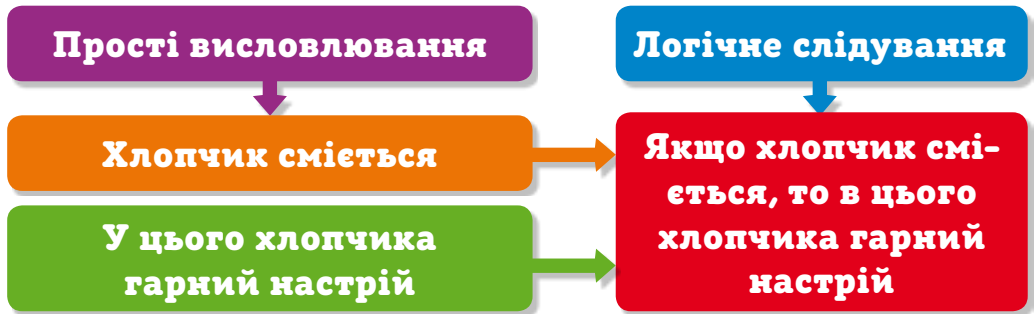 Прості висловлювання
Логічне слідування
Хлопчик сміється
У цього хлопчика
гарний настрій
Якщо хлопчик смі-
ється, то в цього
хлопчика гарний
настрій